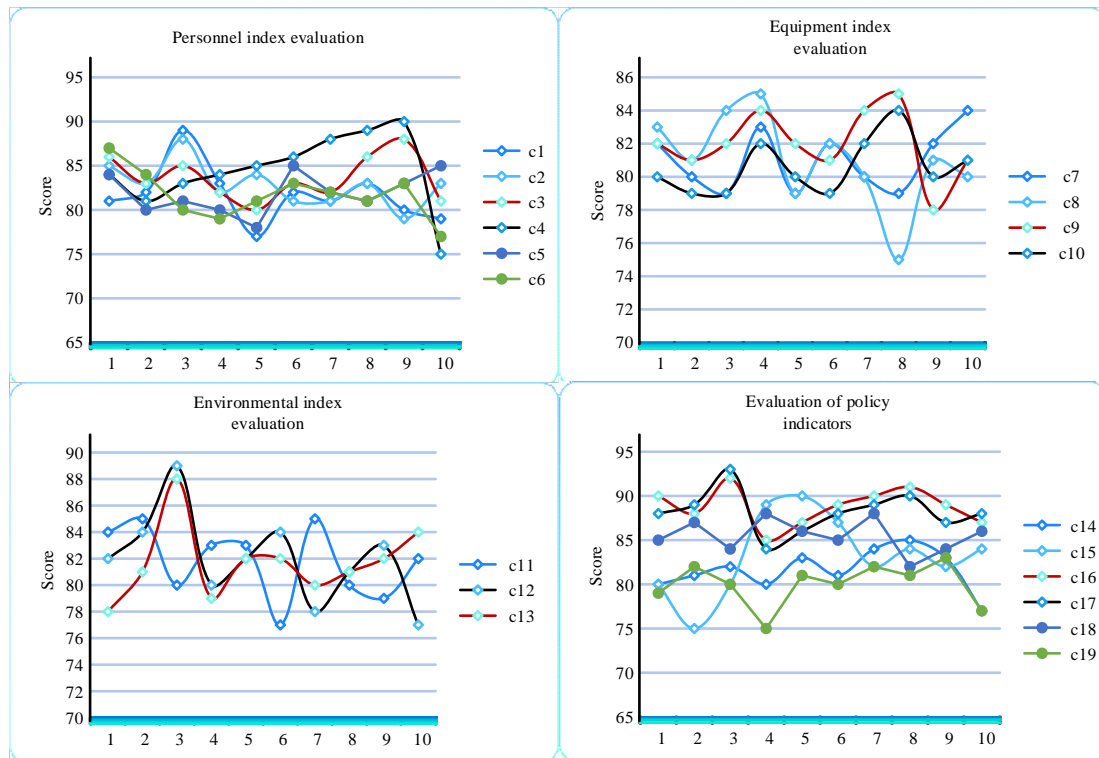 Personnel index evaluation
95
90
85
80
75
70
65
Score
1 2 3 4 5 6 7 8 9 10
c1
c2
c3
c4
c5
c6
Equipment index
evaluation
86
84
82
80
78
76
74
72
70
Score
1 2 3 4 5 6 7 8 9 10
c7
c8
c9
c10
Environmental index
evaluation
90
88
86
84
82
80
78
76
74
72
70
Score
1 2 3 4 5 6 7 8 9 10
c11
c12
c13
Evaluation of policy
indicators
95
90
85
80
75
70
65
Score
1 2 3 4 5 6 7 8 9 10
c14
c15
c16
c17
c18
c19